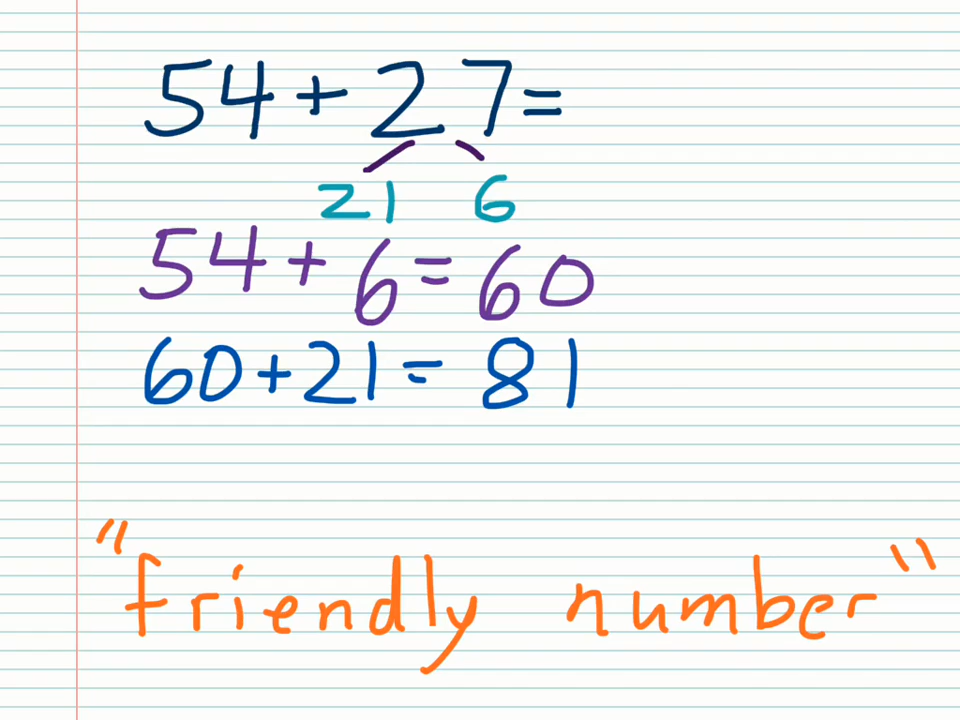 54 + 27 =
21 6
54 + 6 = 60
60 + 21 = 81
"friendly number"